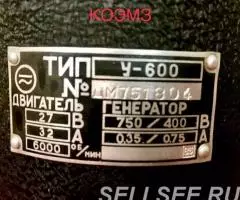 КОЭМЗ
ТИП У-600
№ М751804
ДВИГАТЕЛЬ ГЕНЕРАТОР
27 В 750/400 В
32 А 0.35/0.75 А
6000 ОБ/МИН
SELLSEE.RU